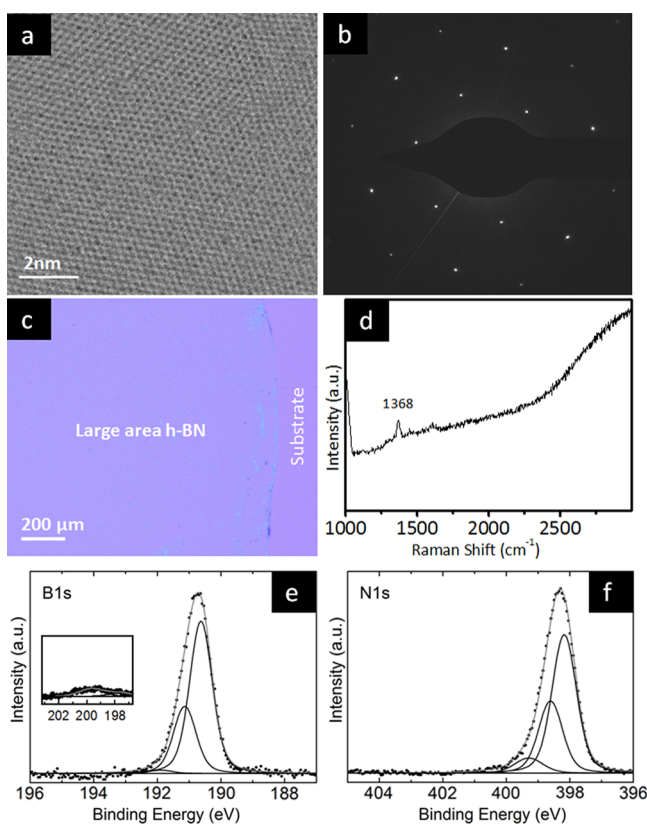 a
b
2nm
c
d
Large area h-BN
Substrate
200 µm
1368
Intensity (a.u.)
1000 1500 2000 2500
Raman Shift (cm⁻¹)
B1s
e
Intensity (a.u.)
202 200 198
196 194 192 190 188
Binding Energy (eV)
N1s
f
Intensity (a.u.)
404 402 400 398 396
Binding Energy (eV)